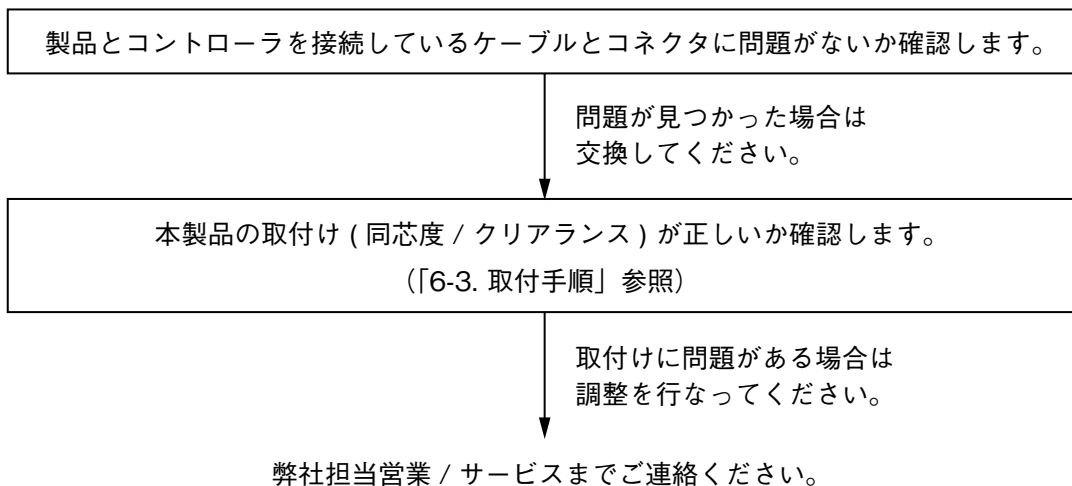 製品とコントローラを接続しているケーブルとコネクタに問題がないか確認します。
問題が見つかった場合は
交換してください。
本製品の取付け ( 同芯度 / クリアランス ) が正しいか確認します。
(「6-3. 取付手順」参照)
取付けに問題がある場合は
調整を行なってください。
弊社担当営業 / サービスまでご連絡ください。